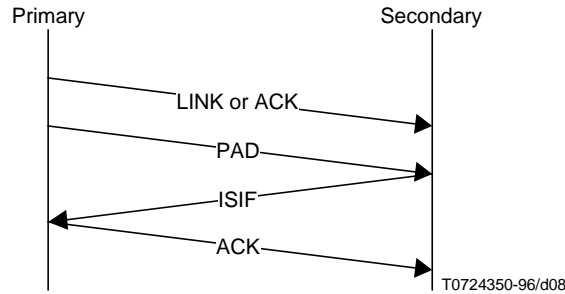 Primary Secondary
LINK or ACK
PAD
ISIF
ACK
T0724350-96/d08